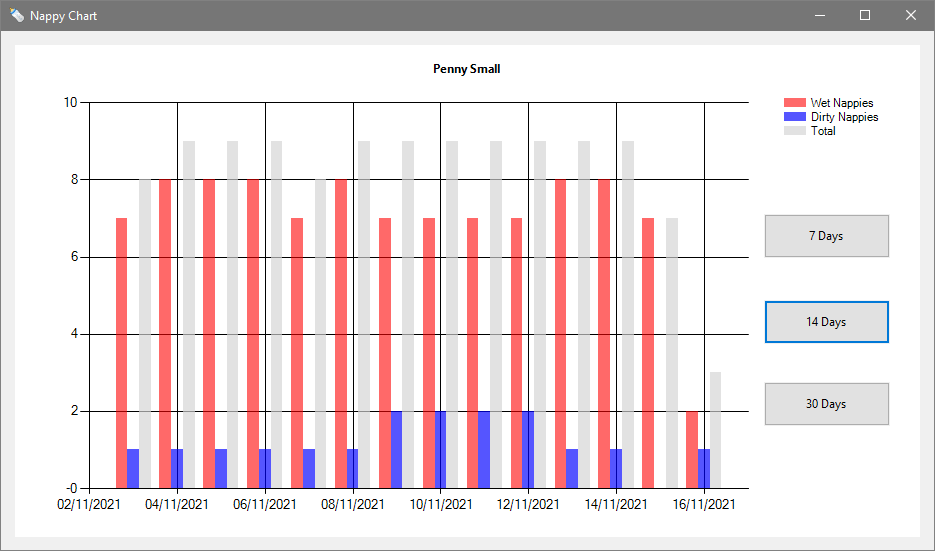 Nappy Chart
Penny Small
10
8
6
4
2
-0
02/11/2021 04/11/2021 06/11/2021 08/11/2021 10/11/2021 12/11/2021 14/11/2021 16/11/2021
Wet Nappies
Dirty Nappies
Total
7 Days
14 Days
30 Days